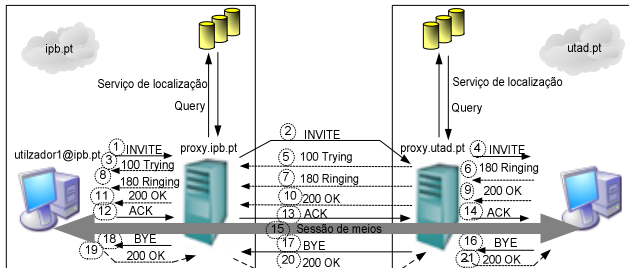 ipb.pt
utad.pt
Serviço de localização
Query
Serviço de localização
Query
utilzador1@ipb.pt
proxy.ipb.pt
proxy.utad.pt
1 INVITE
2 INVITE
4 INVITE
3 100 Trying
5 100 Trying
6 180 Ringing
8 180 Ringing
7 180 Ringing
9 200 OK
11 200 OK
10 200 OK
12 ACK
13 ACK
14 ACK
15 Sessão de meios
18 BYE
17 BYE
16 BYE
19 200 OK
20 200 OK
21 200 OK